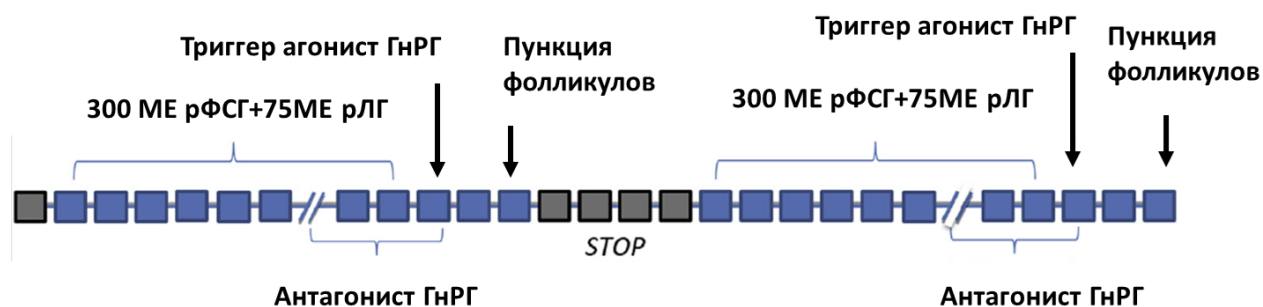 Триггер агонист ГнРГ
Пункция
фолликулов
300 МЕ рФСГ+75МЕ рЛГ
Триггер агонист ГнРГ
Пункция
фолликулов
300 МЕ рФСГ+75МЕ рЛГ
STOP
Антагонист ГнРГ
Антагонист ГнРГ